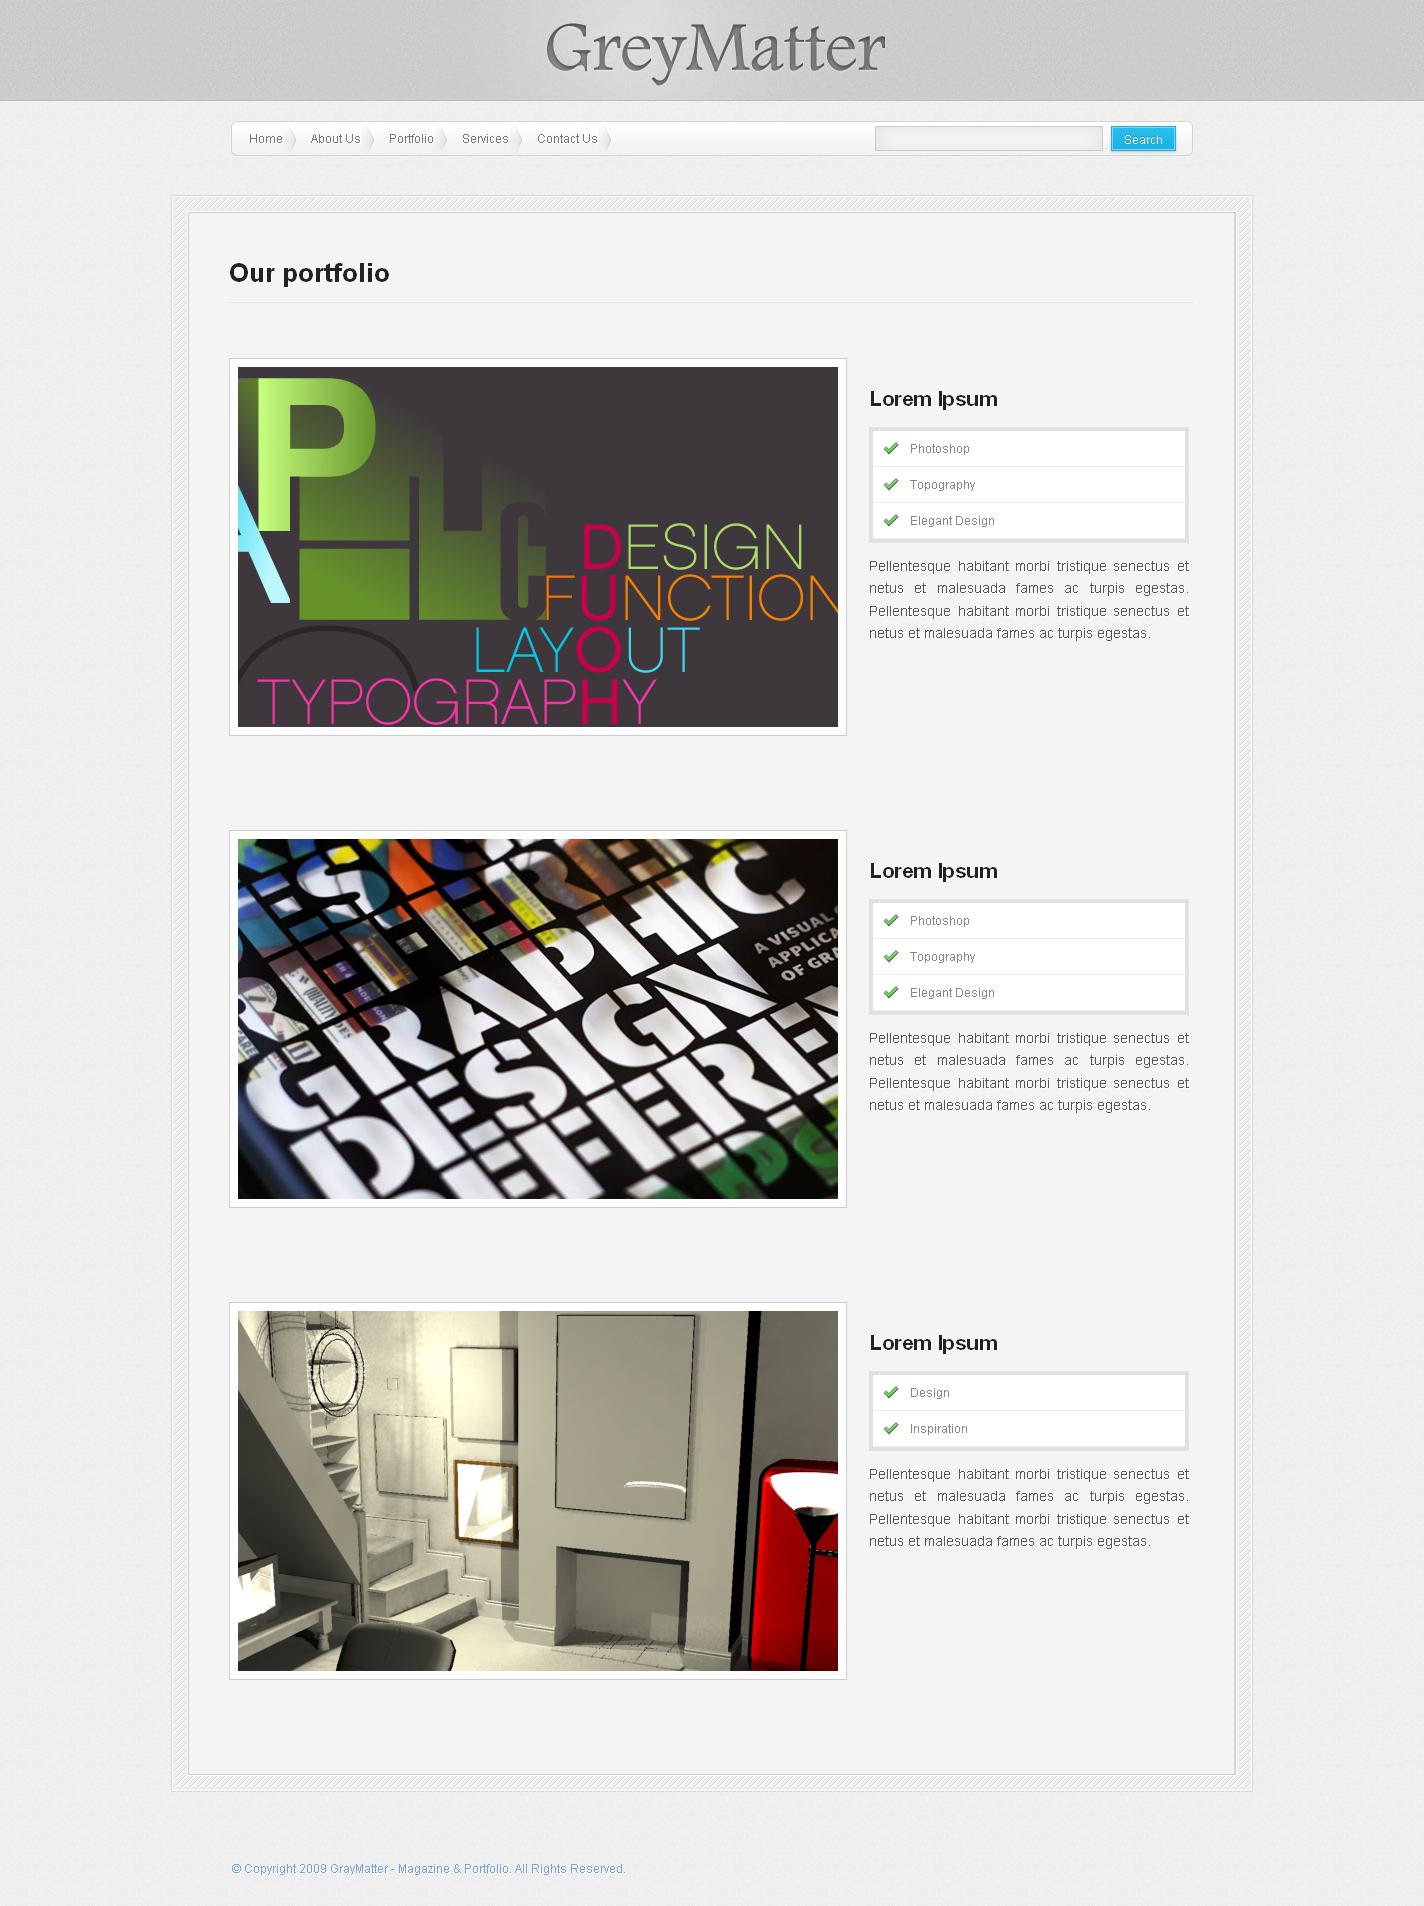 GreyMatter
Home
About Us
Portfolio
Services
Contact Us
Search
Our portfolio
P
A
DESIGN
FUNCTION
LAYOUT
TYPOGRAPHY
Lorem Ipsum
Photoshop
Topography
Elegant Design
Pellentesque habitant morbi tristique senectus et
netus et malesuada fames ac turpis egestas.
Pellentesque habitant morbi tristique senectus et
netus et malesuada fames ac turpis egestas.
GRAPHIC
DESIGN
A VISUAL
APPLICA
OF GRA
Lorem Ipsum
Photoshop
Topography
Elegant Design
Pellentesque habitant morbi tristique senectus et
netus et malesuada fames ac turpis egestas.
Pellentesque habitant morbi tristique senectus et
netus et malesuada fames ac turpis egestas.
Lorem Ipsum
Design
Inspiration
Pellentesque habitant morbi tristique senectus et
netus et malesuada fames ac turpis egestas.
Pellentesque habitant morbi tristique senectus et
netus et malesuada fames ac turpis egestas.
© Copyright 2009 GrayMatter - Magazine & Portfolio. All Rights Reserved.